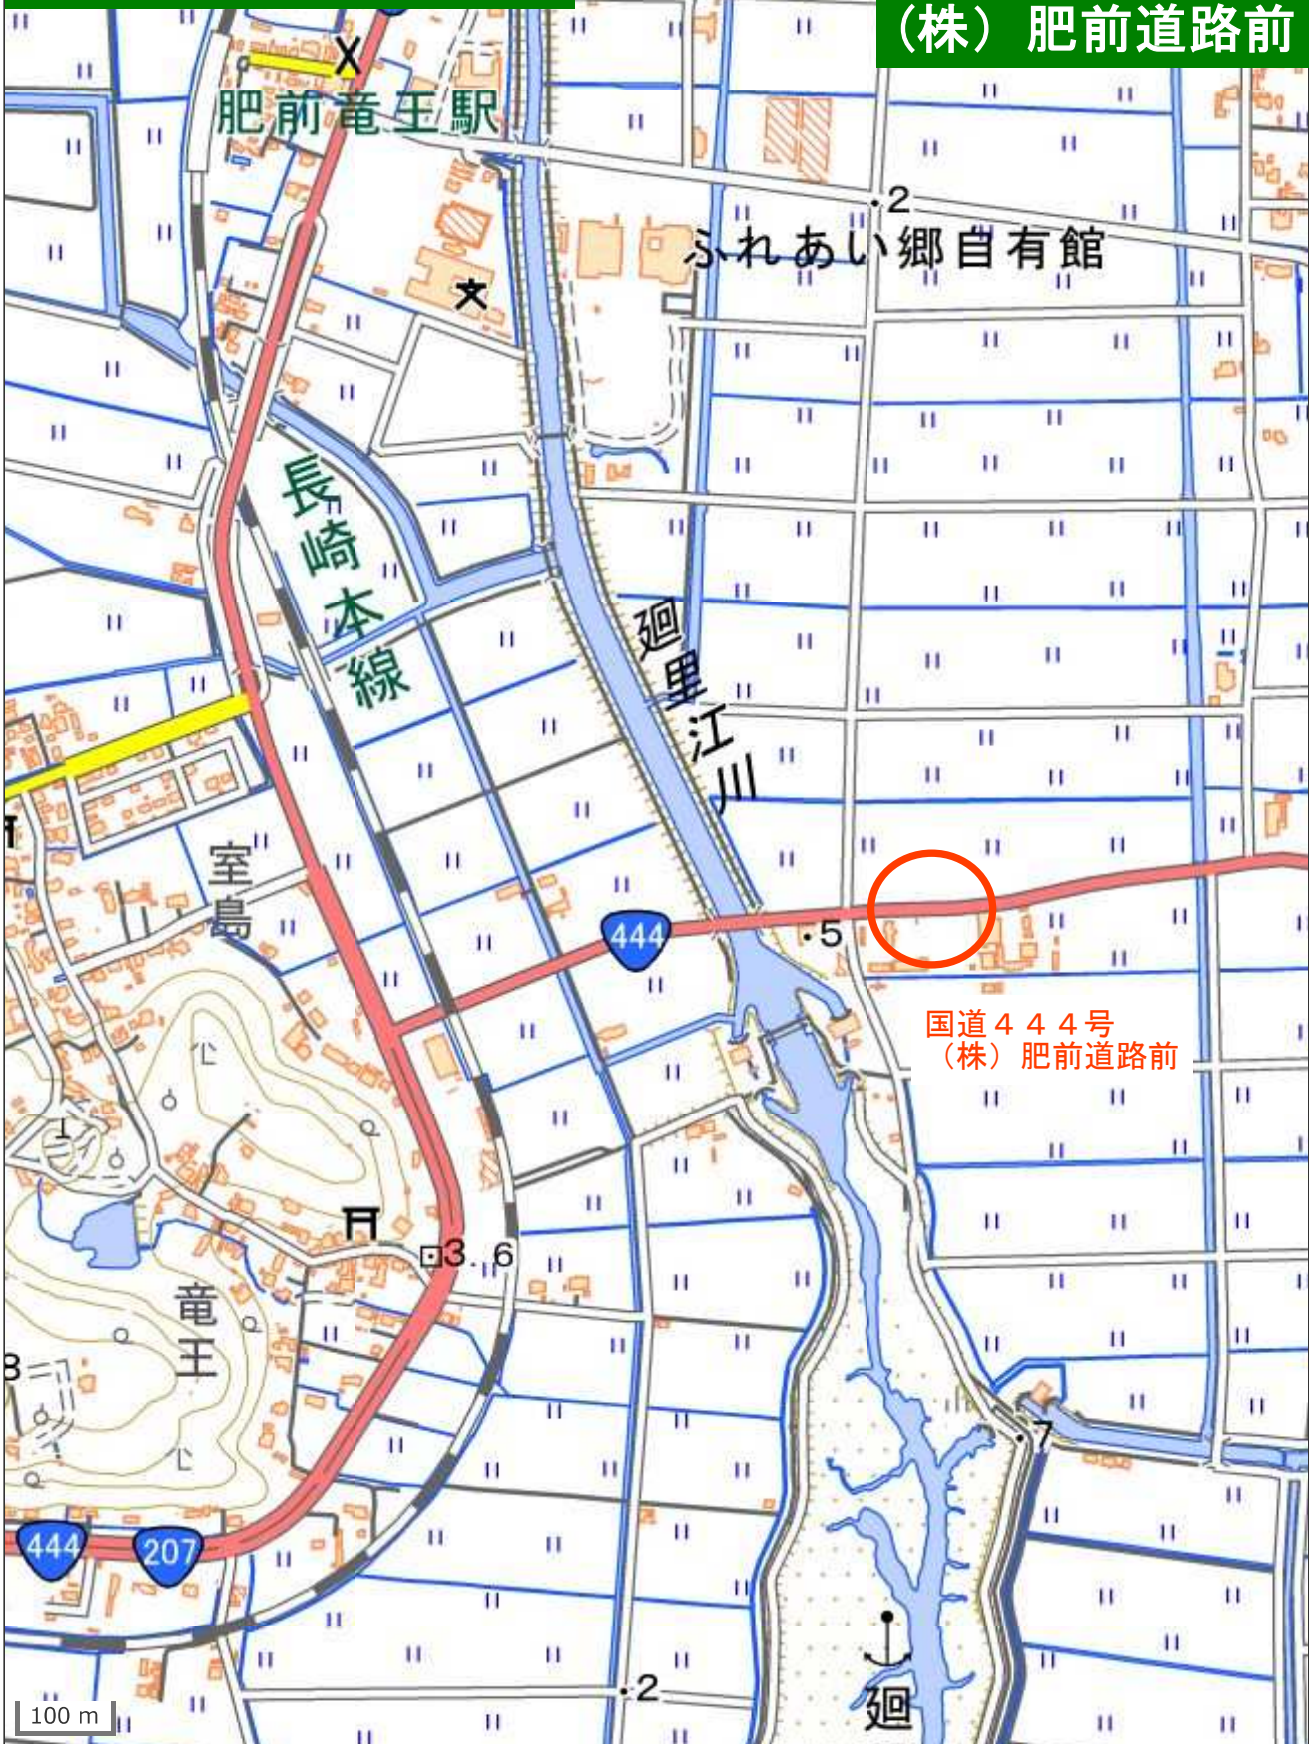 （株）肥前道路前
肥前竜王駅
2
ふれあい郷自有館
長崎本線
廻里江川
室島
444
5
国道４４４号
（株）肥前道路前
3.6
竜王
8
7
444
207
2
廻
100 m